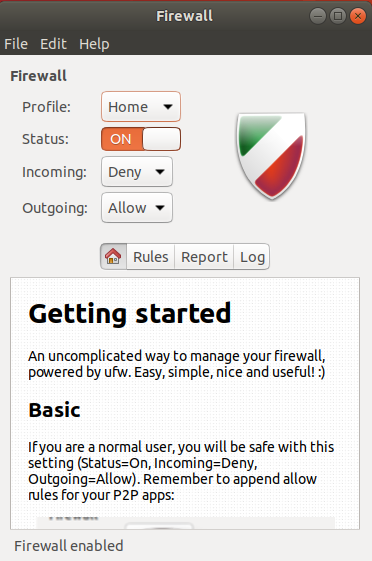 Firewall
File Edit Help
Firewall
Profile: Home
Status: ON
Incoming: Deny
Outgoing: Allow
Rules Report Log
Getting started
An uncomplicated way to manage your firewall,
powered by ufw. Easy, simple, nice and useful! :)
Basic
If you are a normal user, you will be safe with this
setting (Status=On, Incoming=Deny,
Outgoing=Allow). Remember to append allow
rules for your P2P apps:
Firewall
Firewall enabled